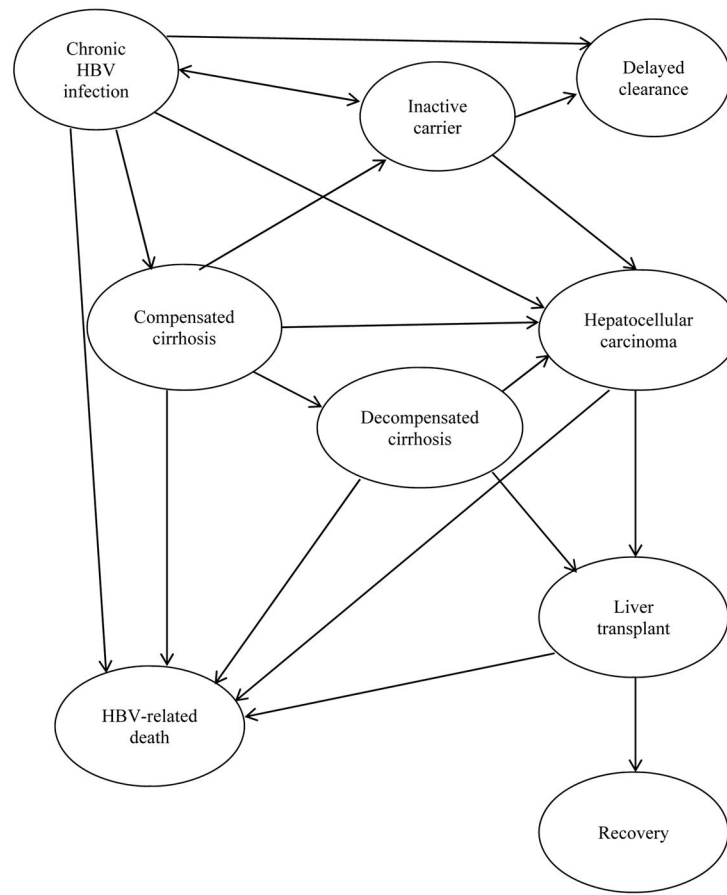 Chronic
HBV
infection
Inactive
carrier
Delayed
clearance
Compensated
cirrhosis
Hepatocellular
carcinoma
Decompensated
cirrhosis
Liver
transplant
HBV-related
death
Recovery